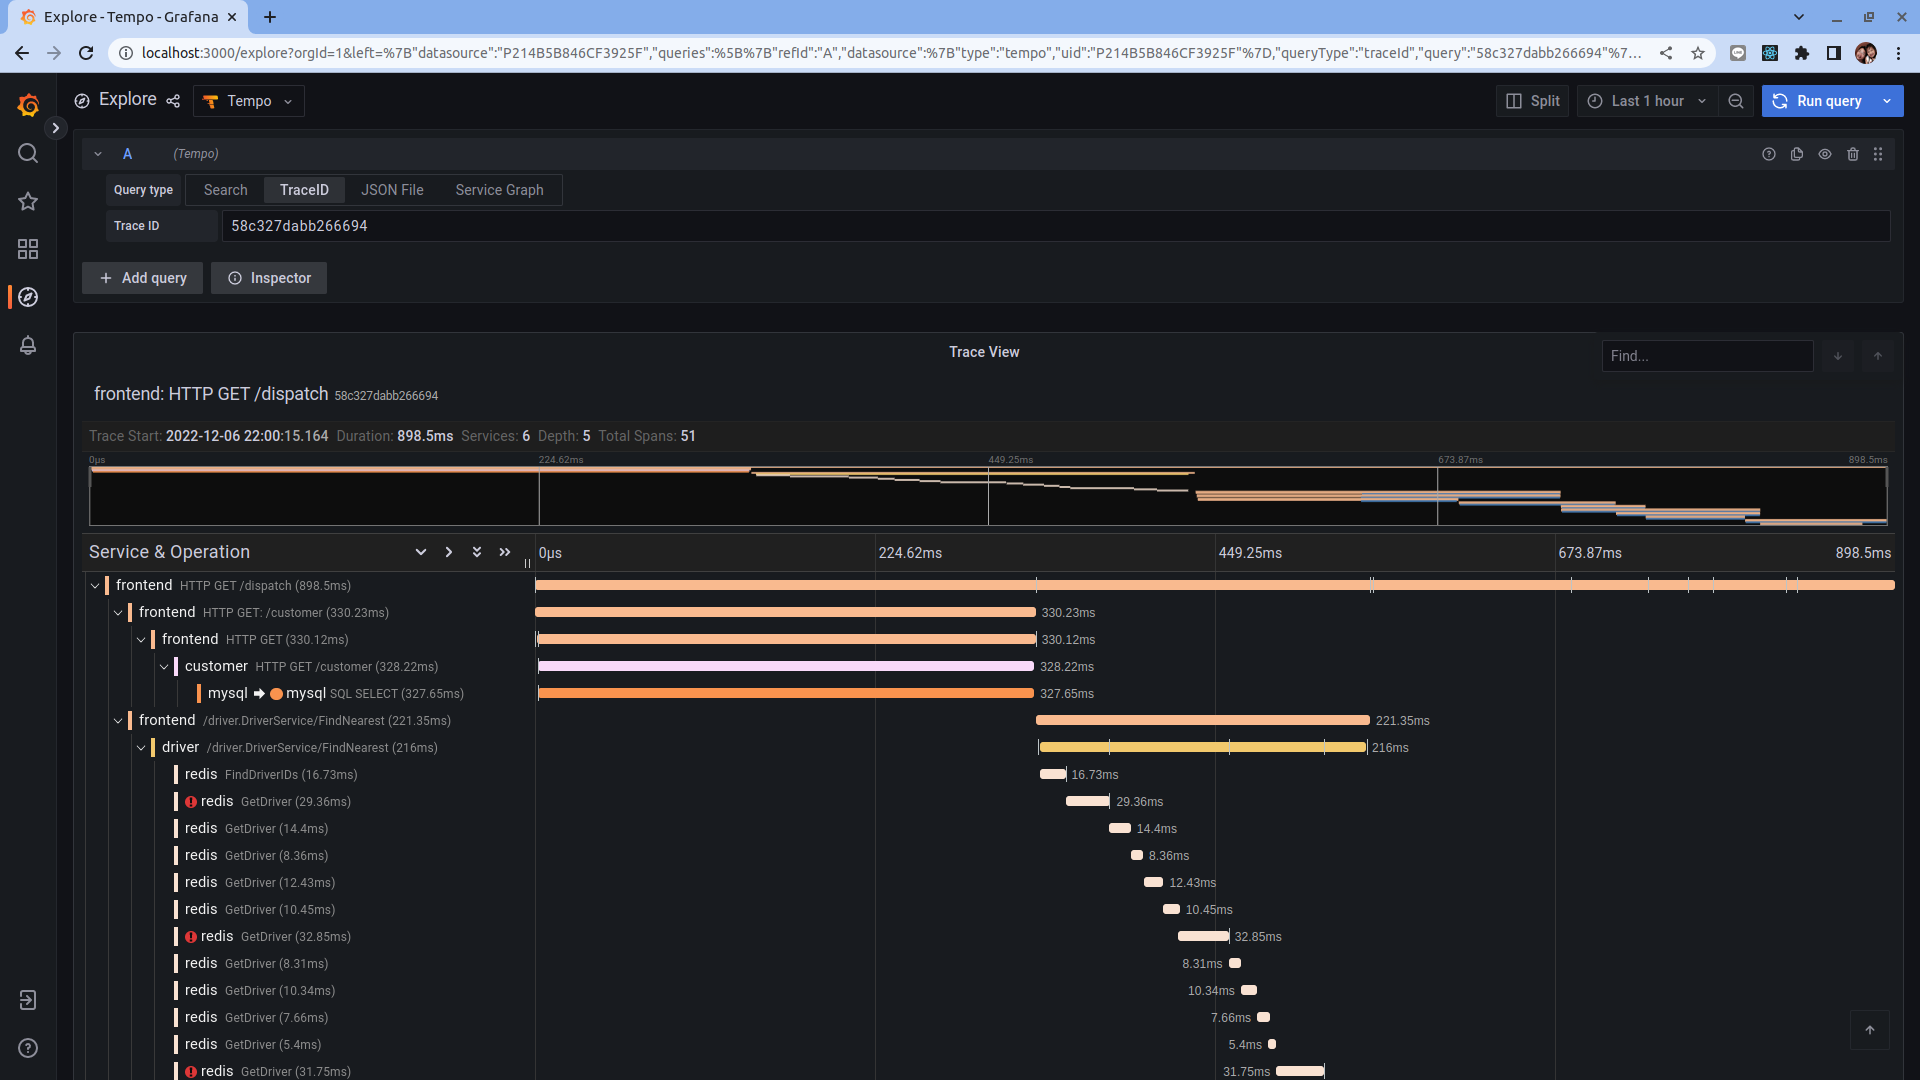 Explore - Tempo - Grafana
localhost:3000/explore?orgId=1&left=%7B"datasource":"P214B5B846CF3925F","queries":%5B%7B"refId":"A","datasource":%7B"type":"tempo","uid":"P214B5B846CF3925F"%7D,"queryType":"traceId","query":"58c327dabb266694"%7...
Explore Tempo Split Last 1 hour Run query
A (Tempo)
Query type Search TraceID JSON File Service Graph
Trace ID 58c327dabb266694
+ Add query Inspector
Trace View Find...
frontend: HTTP GET /dispatch 58c327dabb266694
Trace Start: 2022-12-06 22:00:15.164 Duration: 898.5ms Services: 6 Depth: 5 Total Spans: 51
0µs 224.62ms 449.25ms 673.87ms 898.5ms
Service & Operation 0µs 224.62ms 449.25ms 673.87ms 898.5ms
frontend HTTP GET /dispatch (898.5ms)
frontend HTTP GET: /customer (330.23ms) 330.23ms
frontend HTTP GET (330.12ms) 330.12ms
customer HTTP GET /customer (328.22ms) 328.22ms
mysql mysql SQL SELECT (327.65ms) 327.65ms
frontend /driver.DriverService/FindNearest (221.35ms) 221.35ms
driver /driver.DriverService/FindNearest (216ms) 216ms
redis FindDriverIDs (16.73ms) 16.73ms
redis GetDriver (29.36ms) 29.36ms
redis GetDriver (14.4ms) 14.4ms
redis GetDriver (8.36ms) 8.36ms
redis GetDriver (12.43ms) 12.43ms
redis GetDriver (10.45ms) 10.45ms
redis GetDriver (32.85ms) 32.85ms
redis GetDriver (8.31ms) 8.31ms
redis GetDriver (10.34ms) 10.34ms
redis GetDriver (7.66ms) 7.66ms
redis GetDriver (5.4ms) 5.4ms
redis GetDriver (31.75ms) 31.75ms